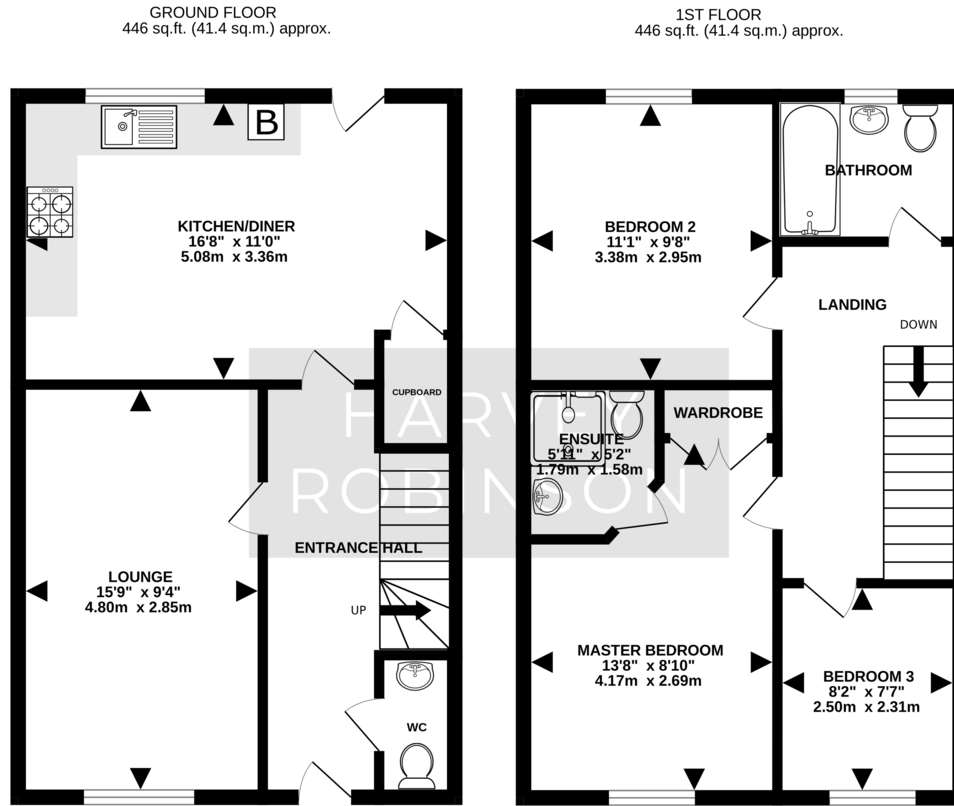 GROUND FLOOR
446 sq.ft. (41.4 sq.m.) approx.
B
KITCHEN/DINER
16'8" x 11'0"
5.08m x 3.36m
CUPBOARD
LOUNGE
15'9" x 9'4"
4.80m x 2.85m
ENTRANCE HALL
UP
WC
1ST FLOOR
446 sq.ft. (41.4 sq.m.) approx.
BATHROOM
BEDROOM 2
11'1" x 9'8"
3.38m x 2.95m
LANDING
DOWN
WARDROBE
ENSUITE
5'11" x 5'2"
1.79m x 1.58m
MASTER BEDROOM
13'8" x 8'10"
4.17m x 2.69m
BEDROOM 3
8'2" x 7'7"
2.50m x 2.31m
HARVEY
ROBINSON